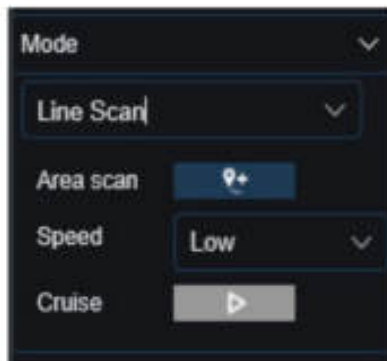 Mode
Line Scan
Area scan
Speed Low
Cruise